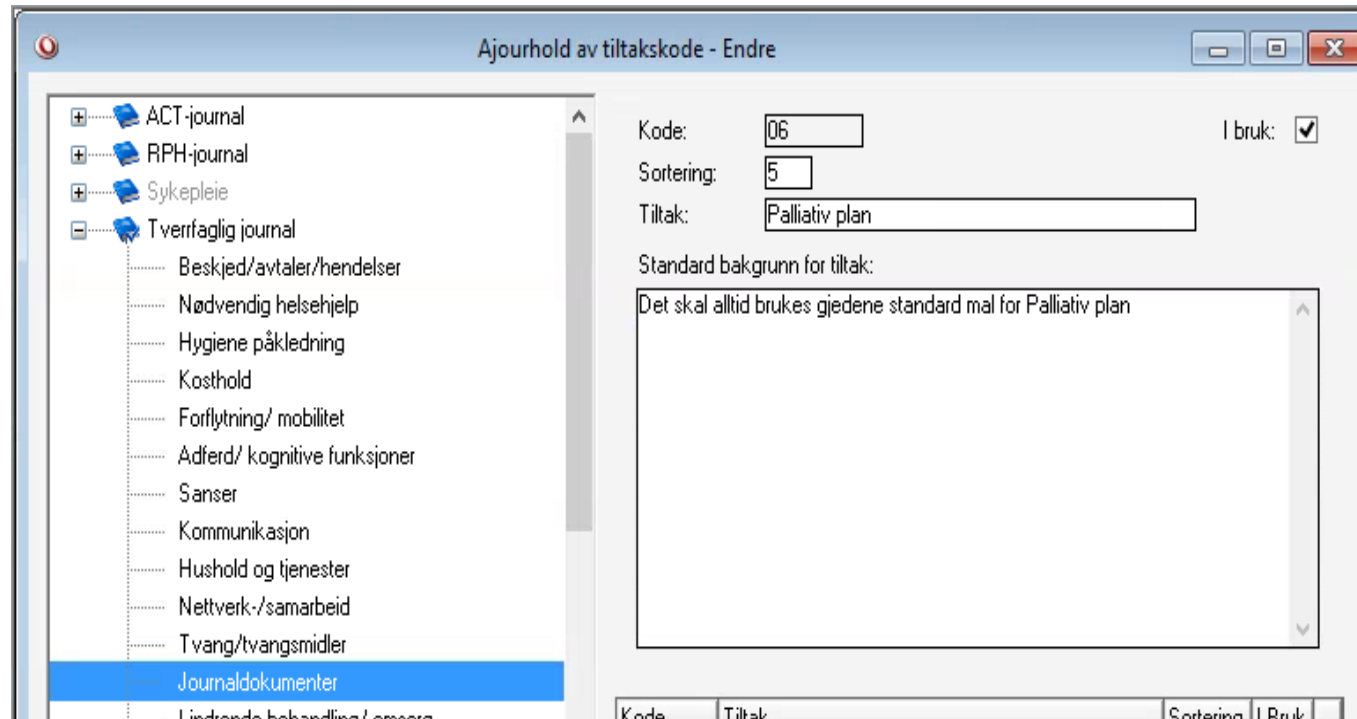 Ajourhold av tiltakskode - Endre
ACT-journal
RPH-journal
Sykepleie
Tverrfaglig journal
Beskjed/avtaler/hendelser
Nødvendig helsehjelp
Hygiene påkledning
Kosthold
Forflytning/ mobilitet
Adferd/ kognitive funksjoner
Sanser
Kommunikasjon
Hushold og tjenester
Nettverk-/samarbeid
Tvang/tvangsmidler
Journaldokumenter
Lindrende behandling/ omsorg
Kode: 06 I bruk:
Sortering: 5
Tiltak: Palliativ plan
Standard bakgrunn for tiltak:
Det skal alltid brukes gjedene standard mal for Palliativ plan
Kode Tiltak Sortering I Bruk